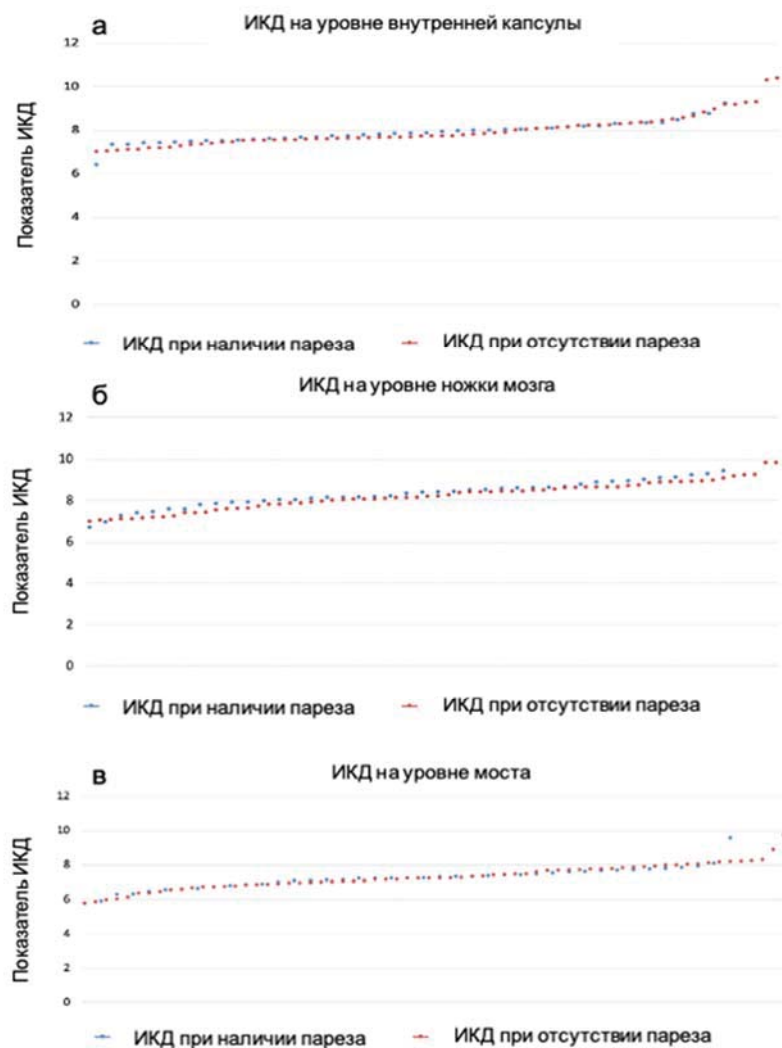 а
ИКД на уровне внутренней капсулы
Показатель ИКД
12
10
8
6
4
2
0
ИКД при наличии пареза ИКД при отсутствии пареза
б
ИКД на уровне ножки мозга
Показатель ИКД
12
10
8
6
4
2
0
ИКД при наличии пареза ИКД при отсутствии пареза
в
ИКД на уровне моста
Показатель ИКД
12
10
8
6
4
2
0
ИКД при наличии пареза ИКД при отсутствии пареза